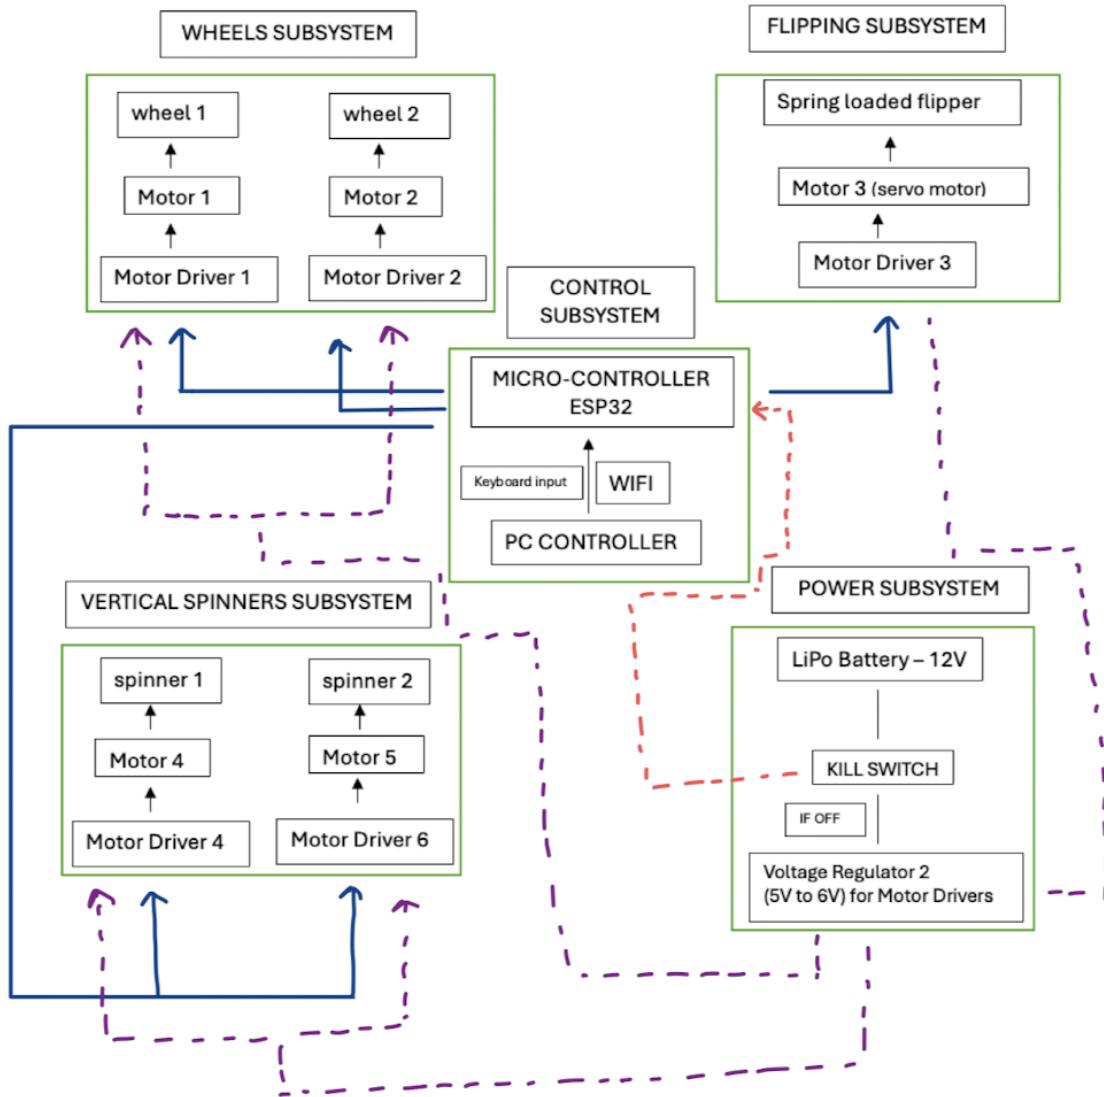 WHEELS SUBSYSTEM
wheel 1
wheel 2
Motor 1
Motor 2
Motor Driver 1
Motor Driver 2
FLIPPING SUBSYSTEM
Spring loaded flipper
Motor 3 (servo motor)
Motor Driver 3
CONTROL
SUBSYSTEM
MICRO-CONTROLLER
ESP32
Keyboard input
WIFI
PC CONTROLLER
VERTICAL SPINNERS SUBSYSTEM
spinner 1
spinner 2
Motor 4
Motor 5
Motor Driver 4
Motor Driver 6
POWER SUBSYSTEM
LiPo Battery – 12V
KILL SWITCH
IF OFF
Voltage Regulator 2
(5V to 6V) for Motor Drivers